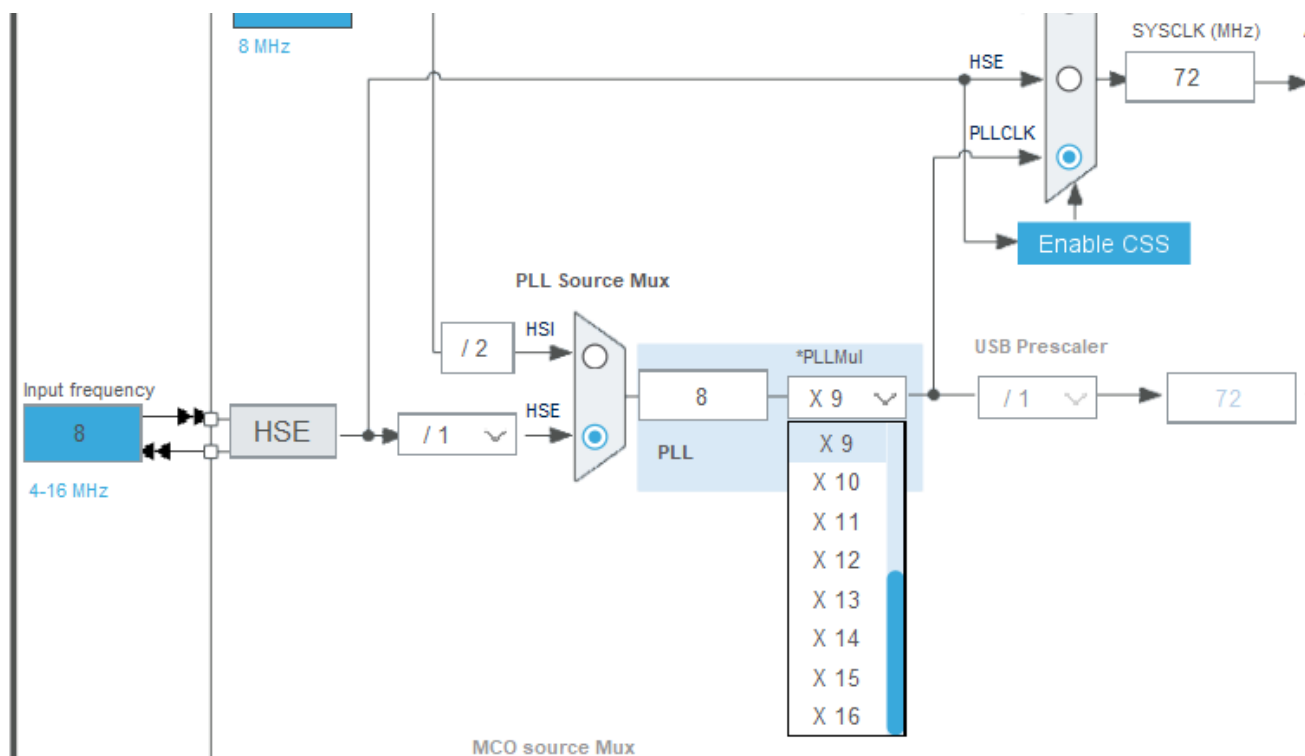 8 MHz
SYSCLK (MHz)
HSE
72
PLLCLK
Enable CSS
PLL Source Mux
HSI
/ 2
*PLLMul
USB Prescaler
Input frequency
8
HSE
/ 1
HSE
8
X 9
/ 1
72
PLL
4-16 MHz
X 9
X 10
X 11
X 12
X 13
X 14
X 15
X 16
MCO source Mux